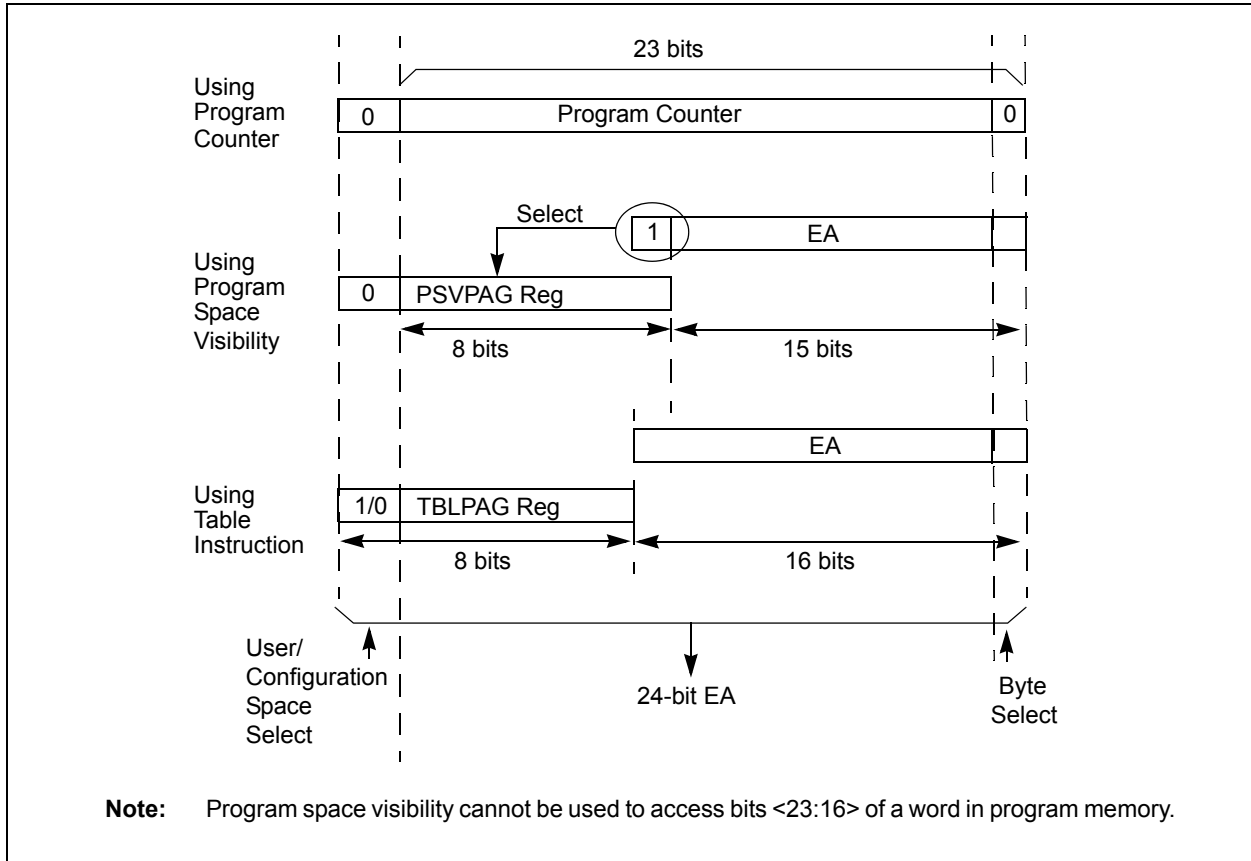 23 bits
Using
Program
Counter
0
Program Counter
0
Select
1
EA
Using
Program
Space
Visibility
0
PSVPAG Reg
8 bits
15 bits
EA
Using
Table
Instruction
1/0
TBLPAG Reg
8 bits
16 bits
User/
Configuration
Space
Select
24-bit EA
Byte
Select
Note: Program space visibility cannot be used to access bits <23:16> of a word in program memory.